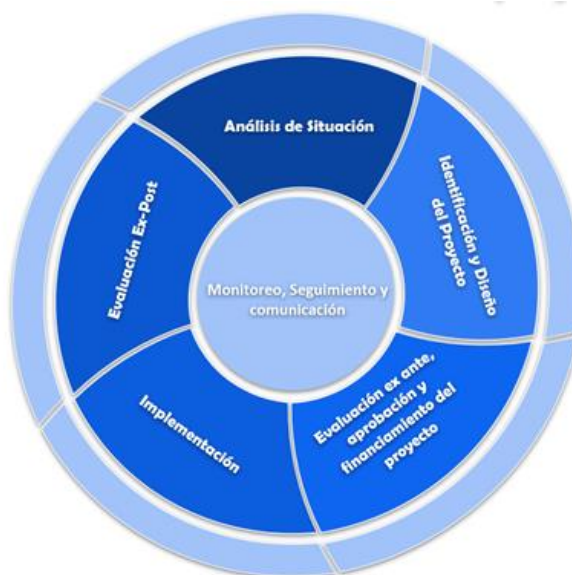 Análisis de Situación
Identificación y Diseño
del Proyecto
Evaluación ex ante,
aprobación y
financiamiento del
proyecto
Implementación
Evaluación Ex-Post
Monitoreo, Seguimiento y
comunicación